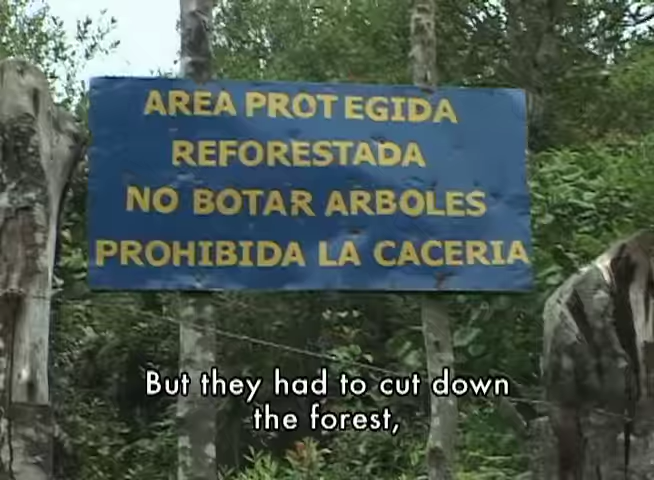 AREA PROTEGIDA
REFORESTADA
NO BOTAR ARBOLES
PROHIBIDA LA CACERIA
But they had to cut down
the forest,